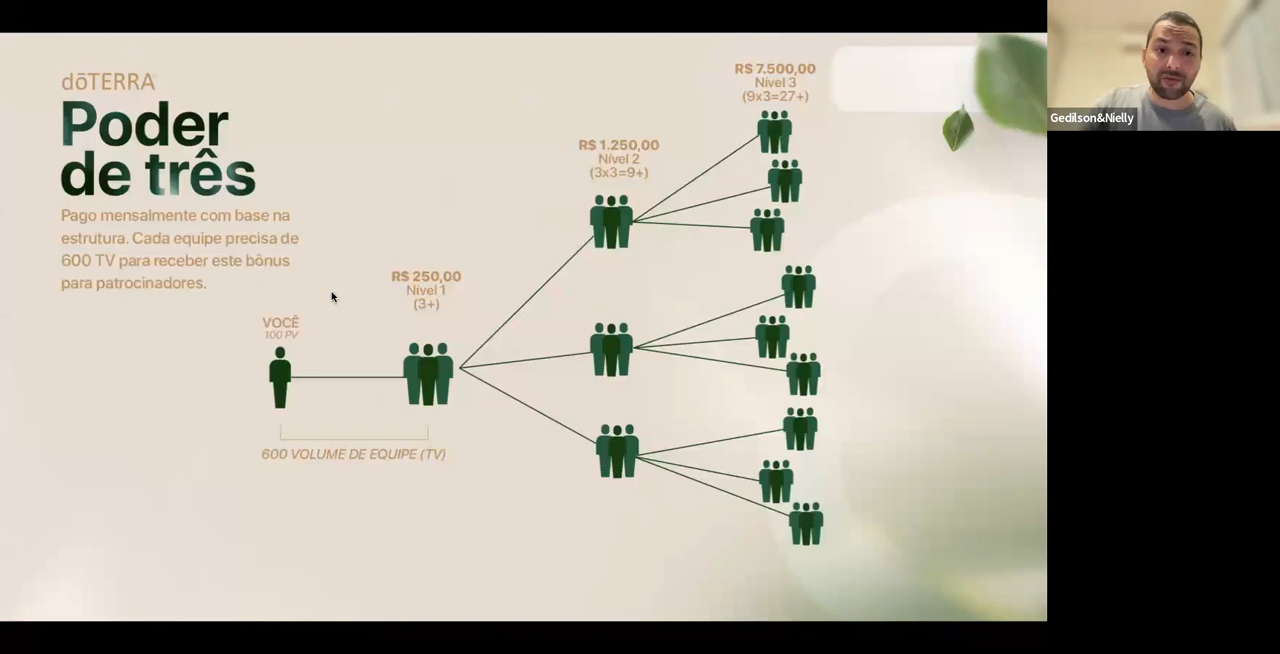 dōTERRA
Poder
de três
Pago mensalmente com base na
estrutura. Cada equipe precisa de
600 TV para receber este bônus
para patrocinadores.
VOCÊ
100 PV
600 VOLUME DE EQUIPE (TV)
R$ 250,00
Nível 1
(3+)
R$ 1.250,00
Nível 2
(3x3=9+)
R$ 7.500,00
Nível 3
(9x3=27+)
Gedilson&Nielly